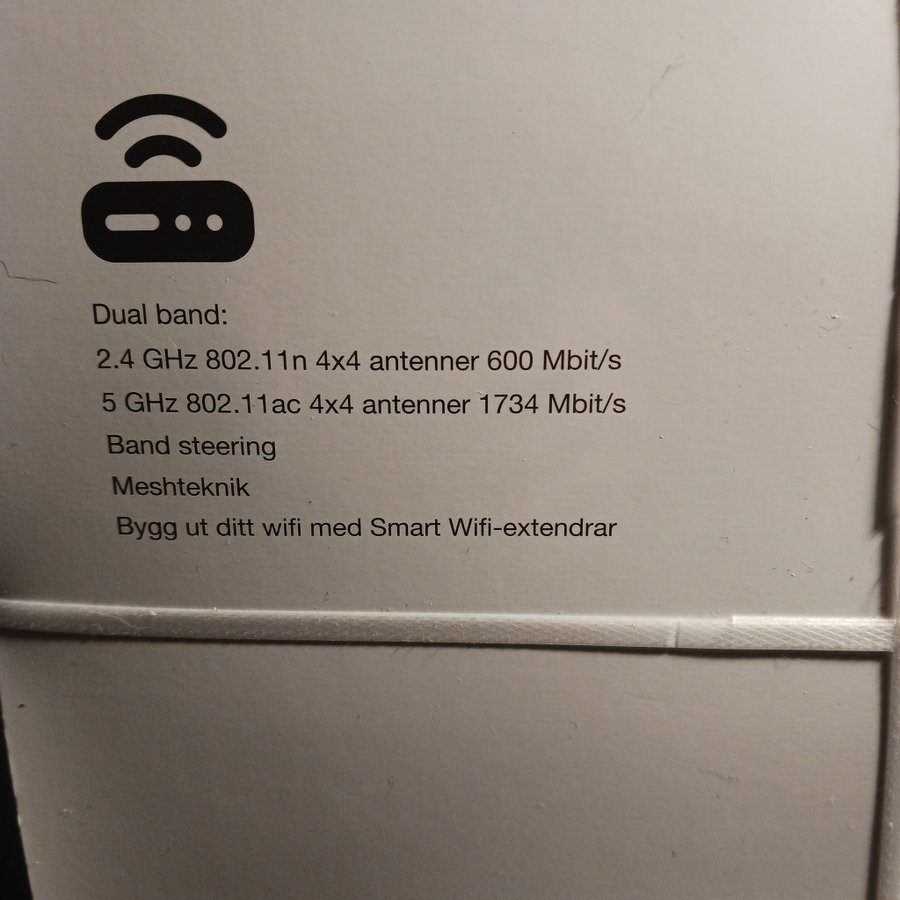 Dual band:
2.4 GHz 802.11n 4x4 antenner 600 Mbit/s
5 GHz 802.11ac 4x4 antenner 1734 Mbit/s
Band steering
Meshteknik
Bygg ut ditt wifi med Smart Wifi-extendrar